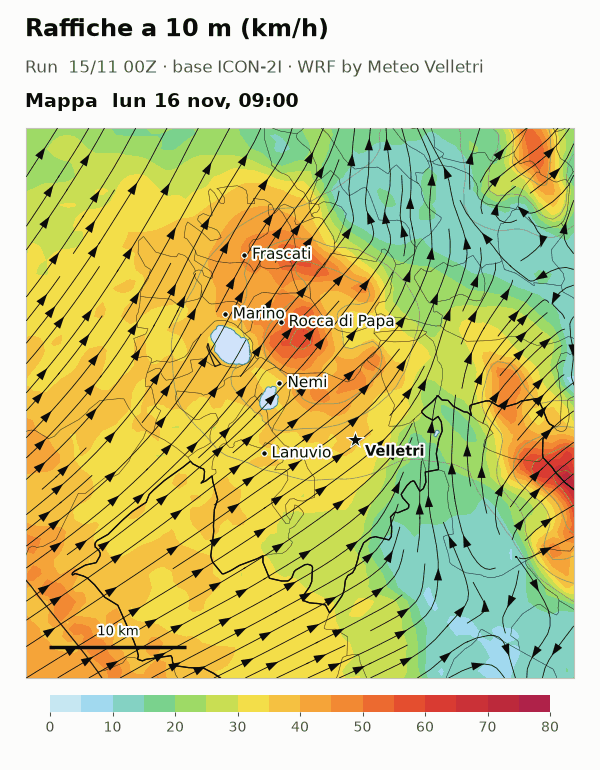 Raffiche a 10 m (km/h)
Run  15/11 00Z · base ICON-2I · WRF by Meteo Velletri
Mappa  lun 16 nov, 09:00
Frascati
Marino
Rocca di Papa
Nemi
Velletri
Lanuvio
10 km
0 10 20 30 40 50 60 70 80